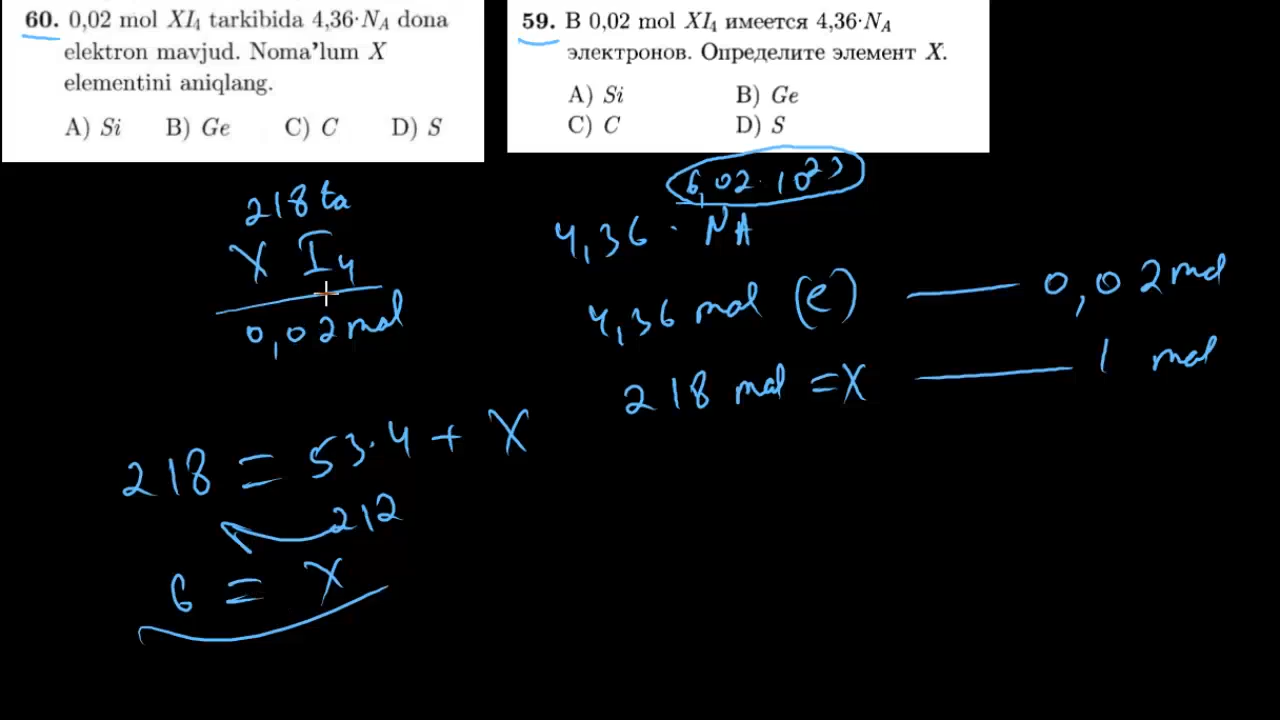 60. 0,02 mol XI₄ tarkibida 4,36·N_A dona
elektron mavjud. Noma’lum X
elementini aniqlang.
A) Si B) Ge C) C D) S
59. В 0,02 mol XI₄ имеется 4,36·N_A
электронов. Определите элемент X.
A) Si B) Ge
C) C D) S
218 ta
X I₄
0,02 mol
6,02·10²³
4,36 · NA
4,36 mol (e) — 0,02 mol
218 mol = X — 1 mol
218 = 53·4 + X
212
6 = X